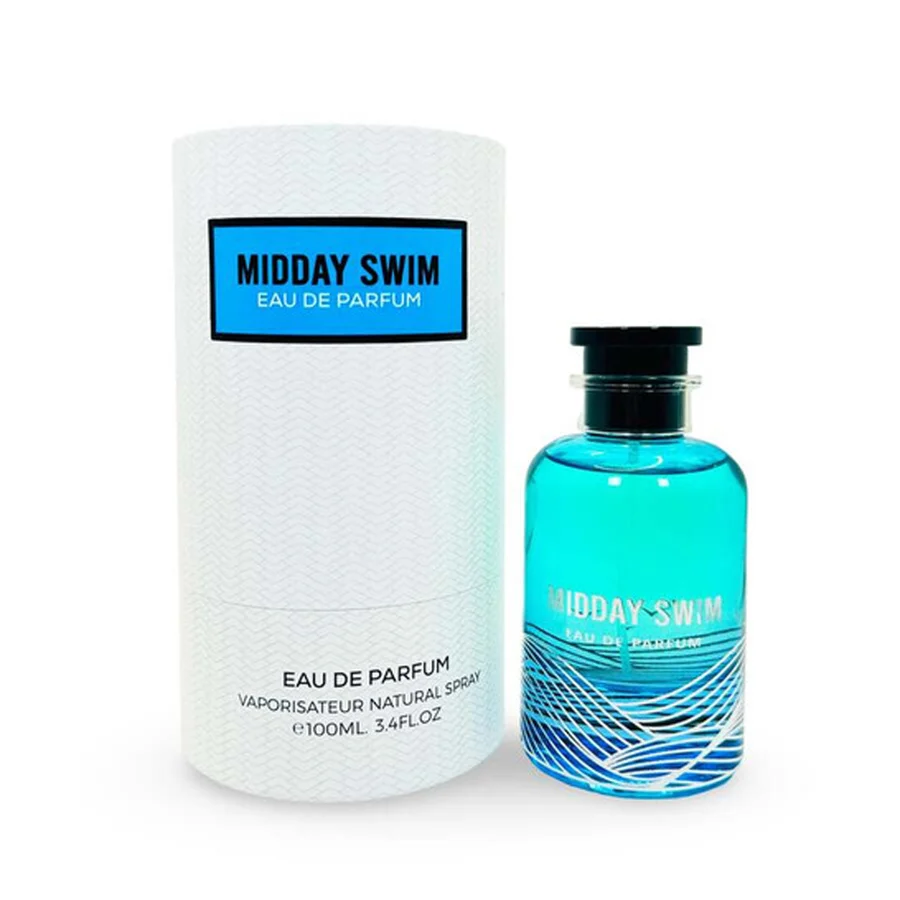 MIDDAY SWIM
EAU DE PARFUM
EAU DE PARFUM
VAPORISATEUR NATURAL SPRAY
℮100ML. 3.4FL.OZ
MIDDAY SWIM
EAU DE PARFUM